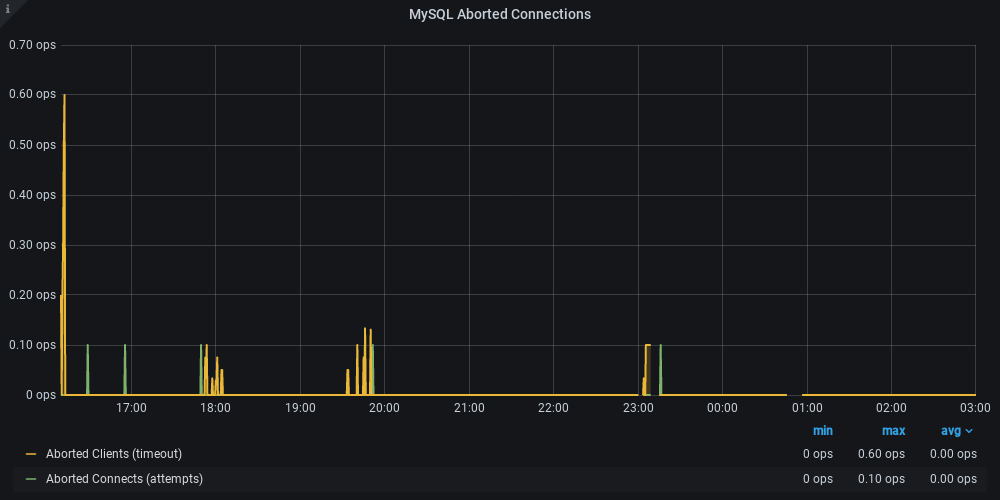 i
MySQL Aborted Connections
0.70 ops
0.60 ops
0.50 ops
0.40 ops
0.30 ops
0.20 ops
0.10 ops
0 ops
17:00 18:00 19:00 20:00 21:00 22:00 23:00 00:00 01:00 02:00 03:00
min max avg
Aborted Clients (timeout) 0 ops 0.60 ops 0.00 ops
Aborted Connects (attempts) 0 ops 0.10 ops 0.00 ops